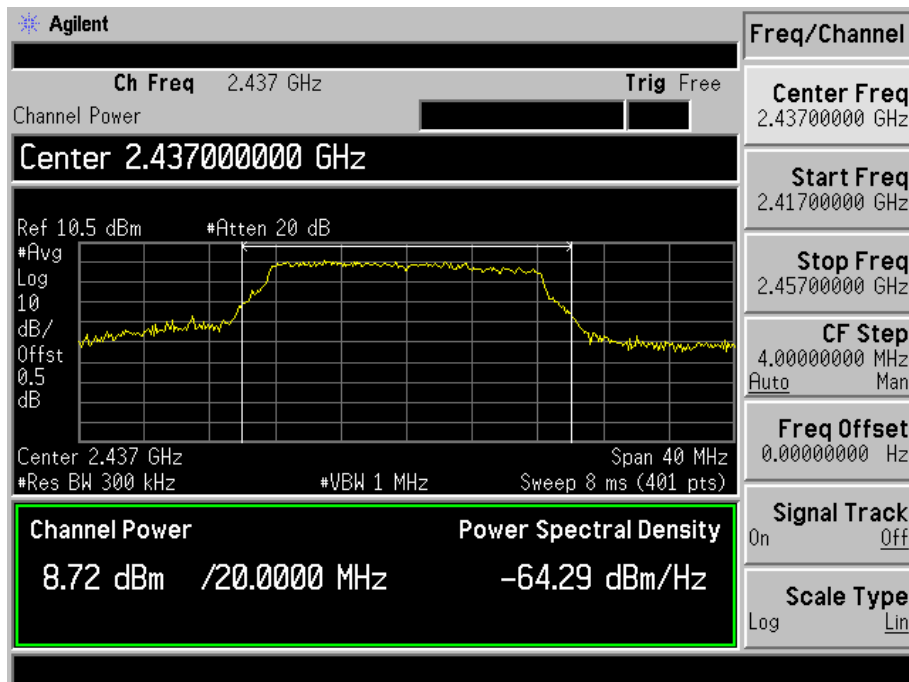 Agilent
Freq/Channel
Ch Freq 2.437 GHz Trig Free
Channel Power
Center 2.437000000 GHz
Ref 10.5 dBm #Atten 20 dB
#Avg
Log
10
dB/
Offst
0.5
dB
Center 2.437 GHz Span 40 MHz
#Res BW 300 kHz #VBW 1 MHz Sweep 8 ms (401 pts)
Channel Power Power Spectral Density
8.72 dBm /20.0000 MHz -64.29 dBm/Hz
Center Freq
2.43700000 GHz
Start Freq
2.41700000 GHz
Stop Freq
2.45700000 GHz
CF Step
4.00000000 MHz
Auto Man
Freq Offset
0.00000000 Hz
Signal Track
On Off
Scale Type
Log Lin